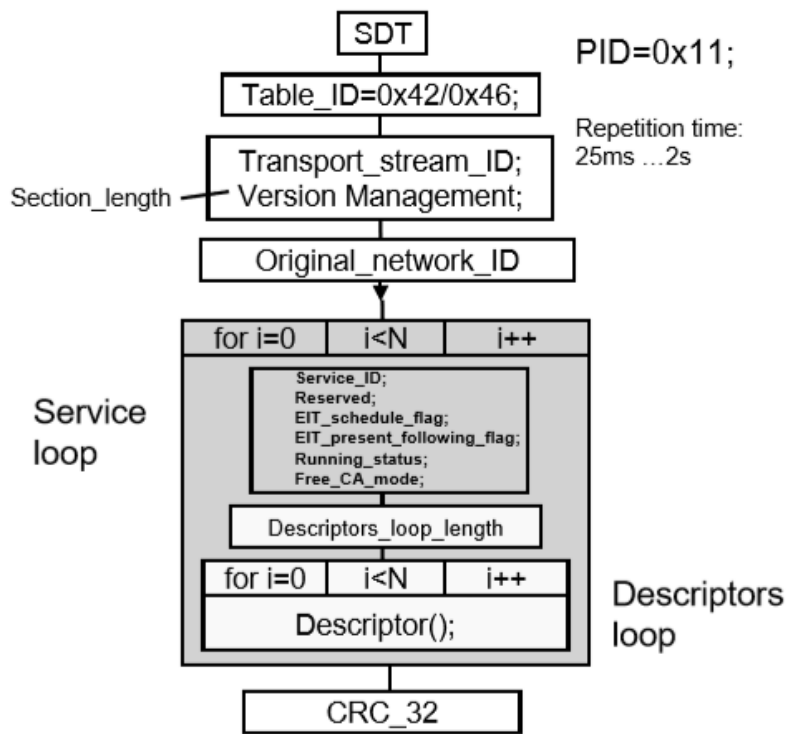 SDT
PID=0x11;
Table_ID=0x42/0x46;
Repetition time:
25ms ...2s
Transport_stream_ID;
Version Management;
Section_length
Original_network_ID
for i=0 i<N i++
Service_ID;
Reserved;
EIT_schedule_flag;
EIT_present_following_flag;
Running_status;
Free_CA_mode;
Service
loop
Descriptors_loop_length
for i=0 i<N i++
Descriptor();
Descriptors
loop
CRC_32